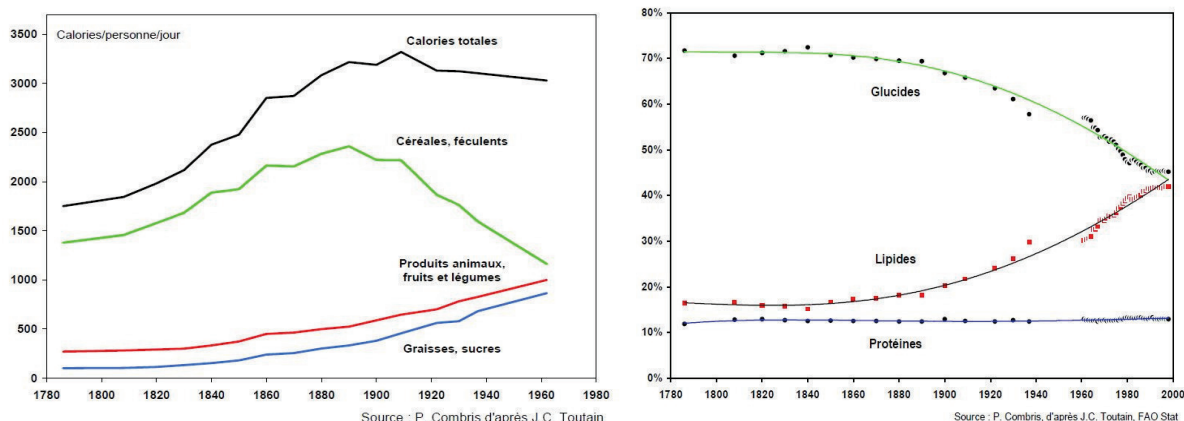 Calories/personne/jour
3500
3000
2500
2000
1500
1000
500
0
Calories totales
Céréales, féculents
Produits animaux,
fruits et légumes
Graisses, sucres
1780 1800 1820 1840 1860 1880 1900 1920 1940 1960 1980
Source : P. Combris d'après J.C. Toutain
80%
70%
60%
50%
40%
30%
20%
10%
0%
Glucides
Lipides
Protéines
1780 1800 1820 1840 1860 1880 1900 1920 1940 1960 1980 2000
Source : P. Combris, d'après J.C. Toutain, FAO Stat